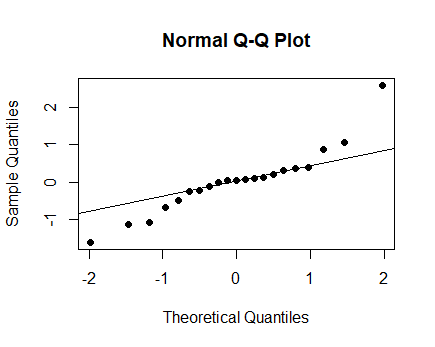 Normal Q-Q Plot
Sample Quantiles
2
1
0
-1
-2 -1 0 1 2
Theoretical Quantiles